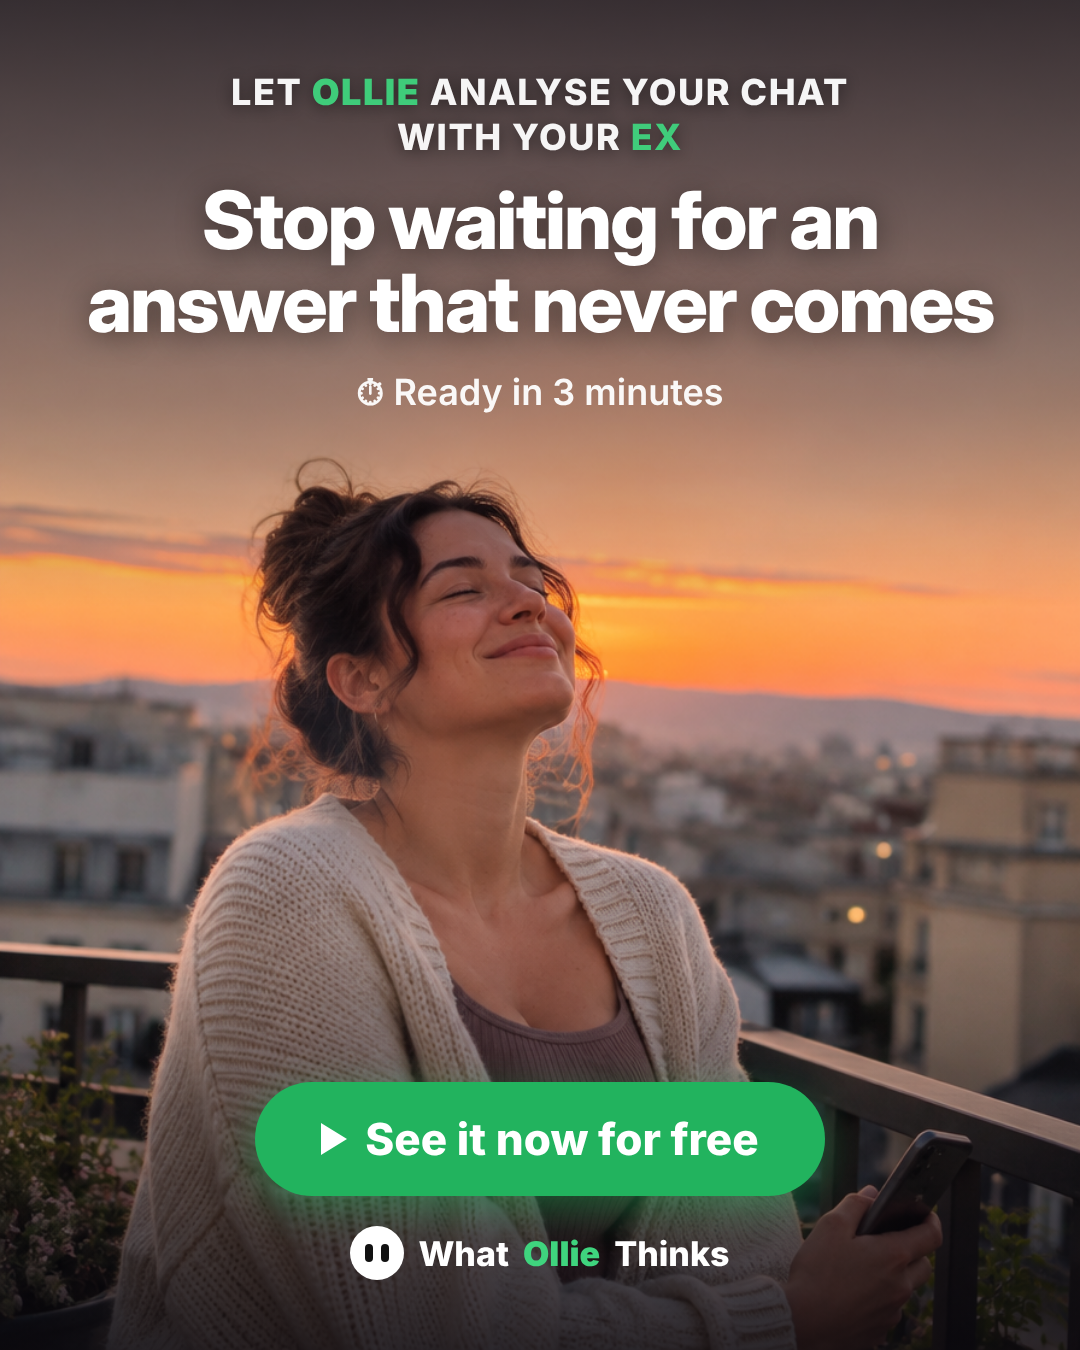 LET OLLIE ANALYSE YOUR CHAT
WITH YOUR EX
Stop waiting for an
answer that never comes
⏱ Ready in 3 minutes
▶ See it now for free
What Ollie Thinks